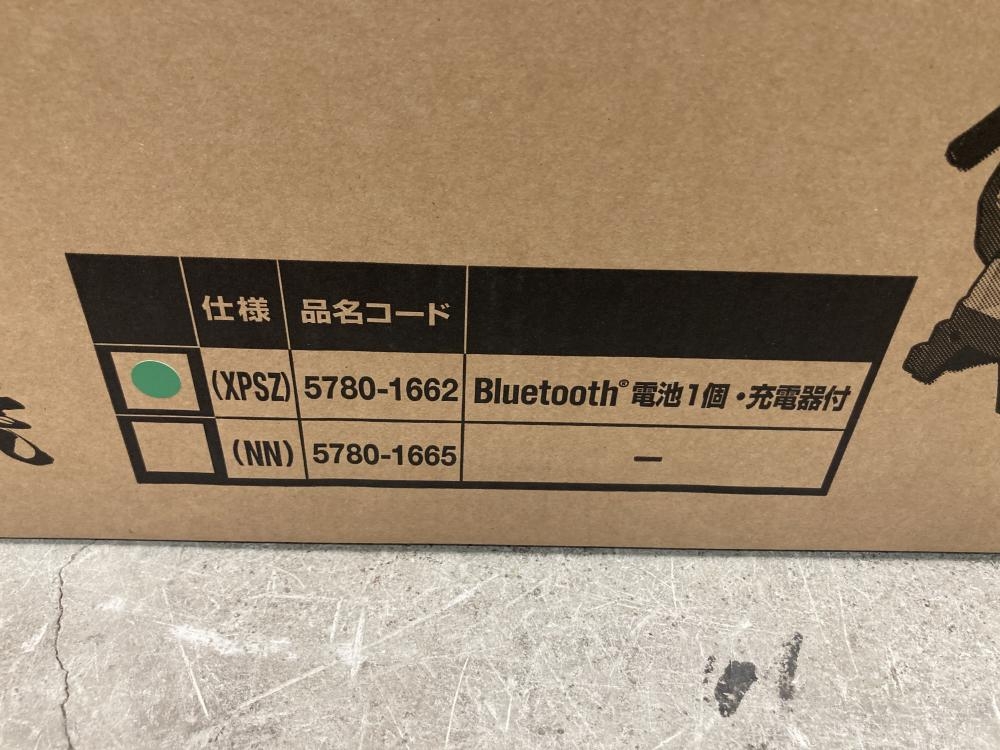 仕様 品名コード
(XPSZ) 5780-1662 Bluetooth® 電池1個・充電器付
(NN) 5780-1665 ー